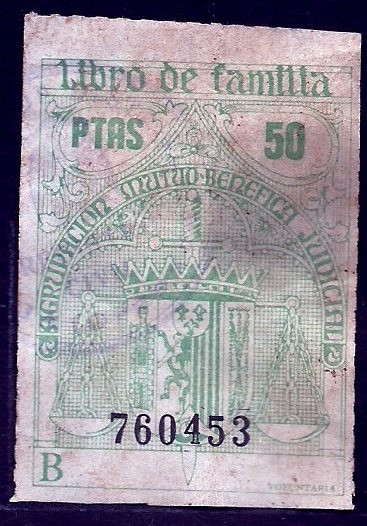 Libro de familia
PTAS 50
AGRUPACION MUTUO-BENEFICA JUDICIAL
760453
B
VOLUNTARIA